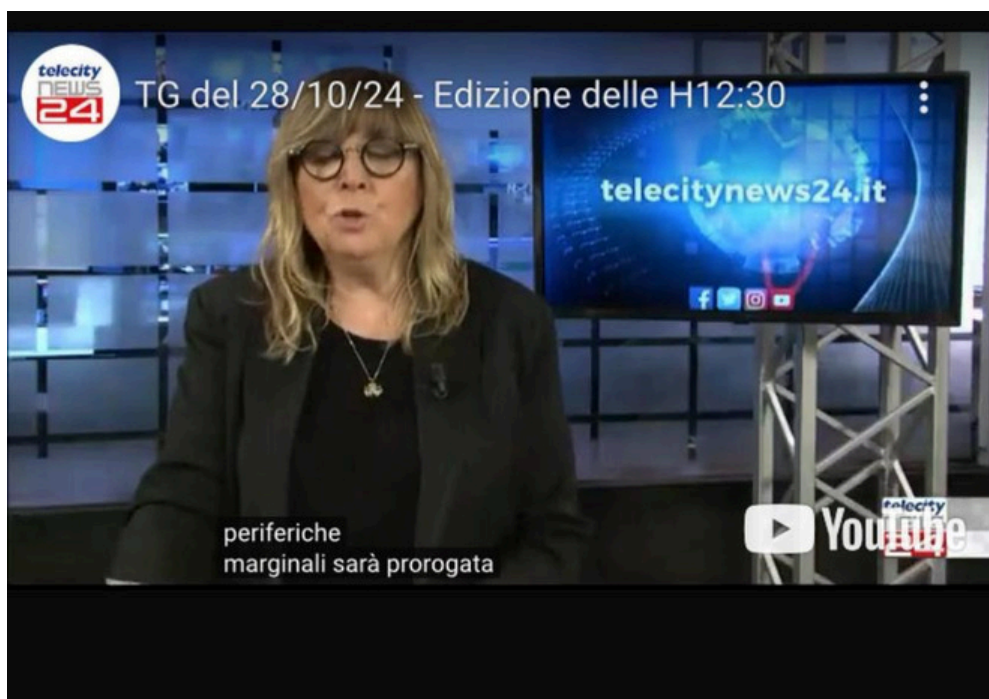 telecity
NEWS
24
TG del 28/10/24 - Edizione delle H12:30
telecitynews24.it
periferiche
marginali sarà prorogata
YouTube
telecity